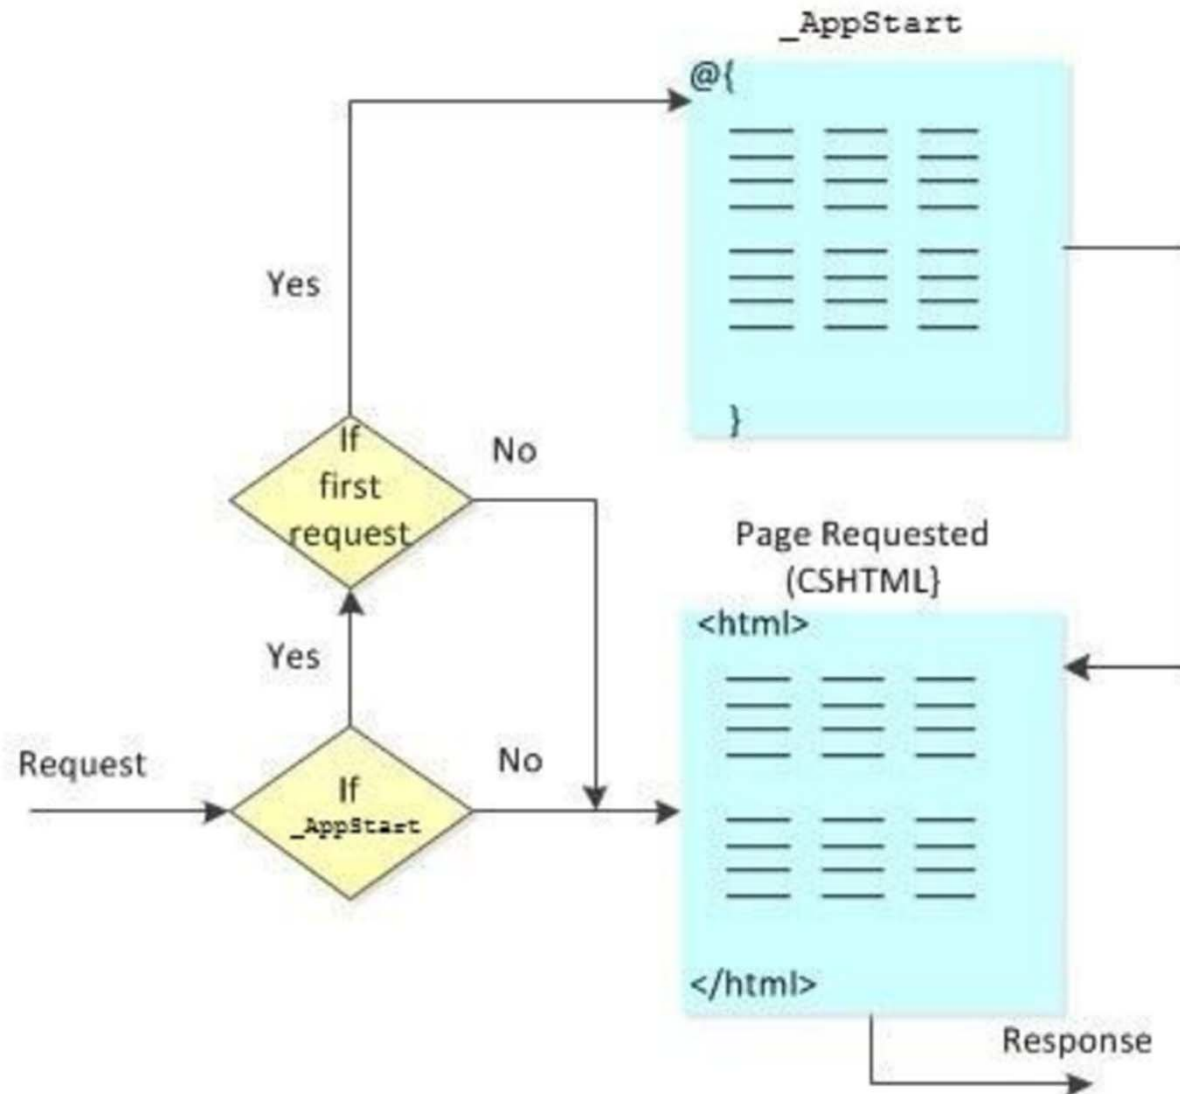 _AppStart
@{
}
Yes
If
first
request
No
Page Requested
(CSHTML}
<html>
</html>
Yes
Request
If
_AppStart
No
Response